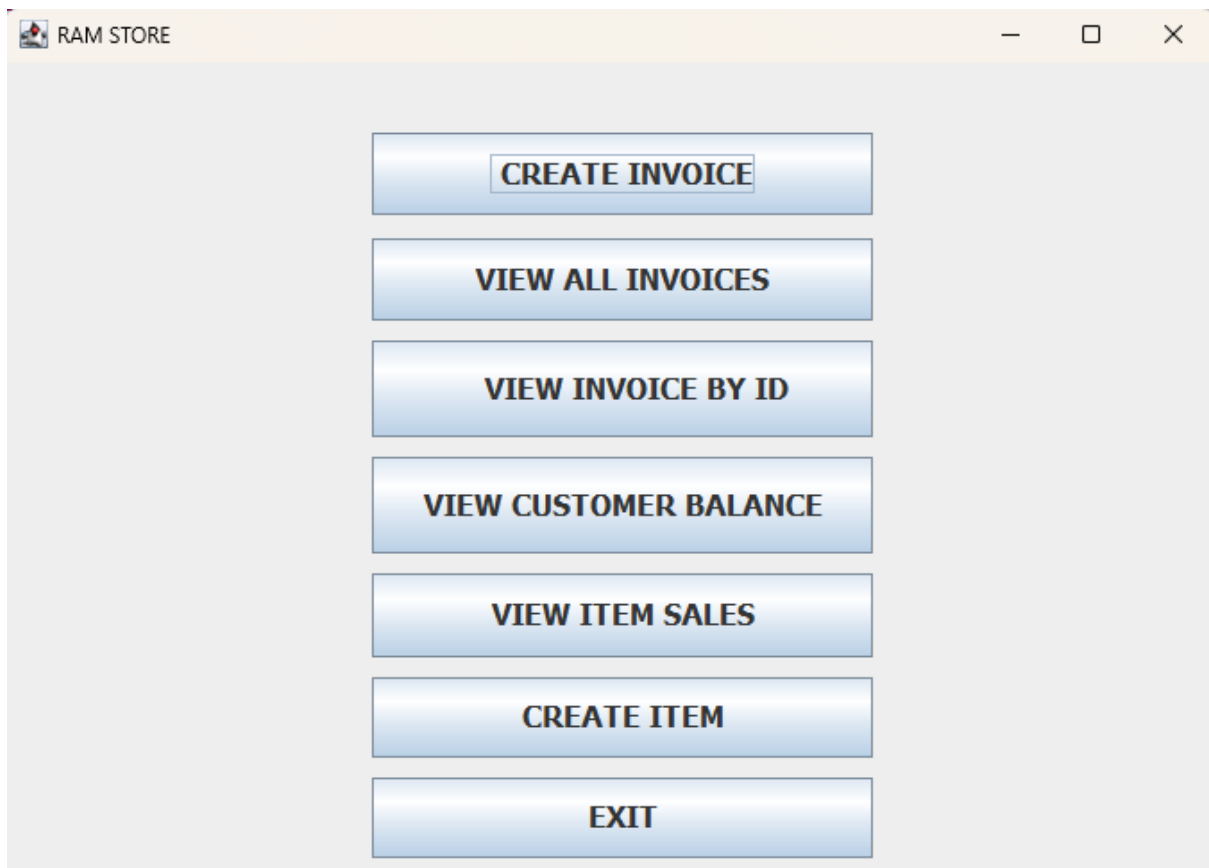 RAM STORE
CREATE INVOICE
VIEW ALL INVOICES
VIEW INVOICE BY ID
VIEW CUSTOMER BALANCE
VIEW ITEM SALES
CREATE ITEM
EXIT